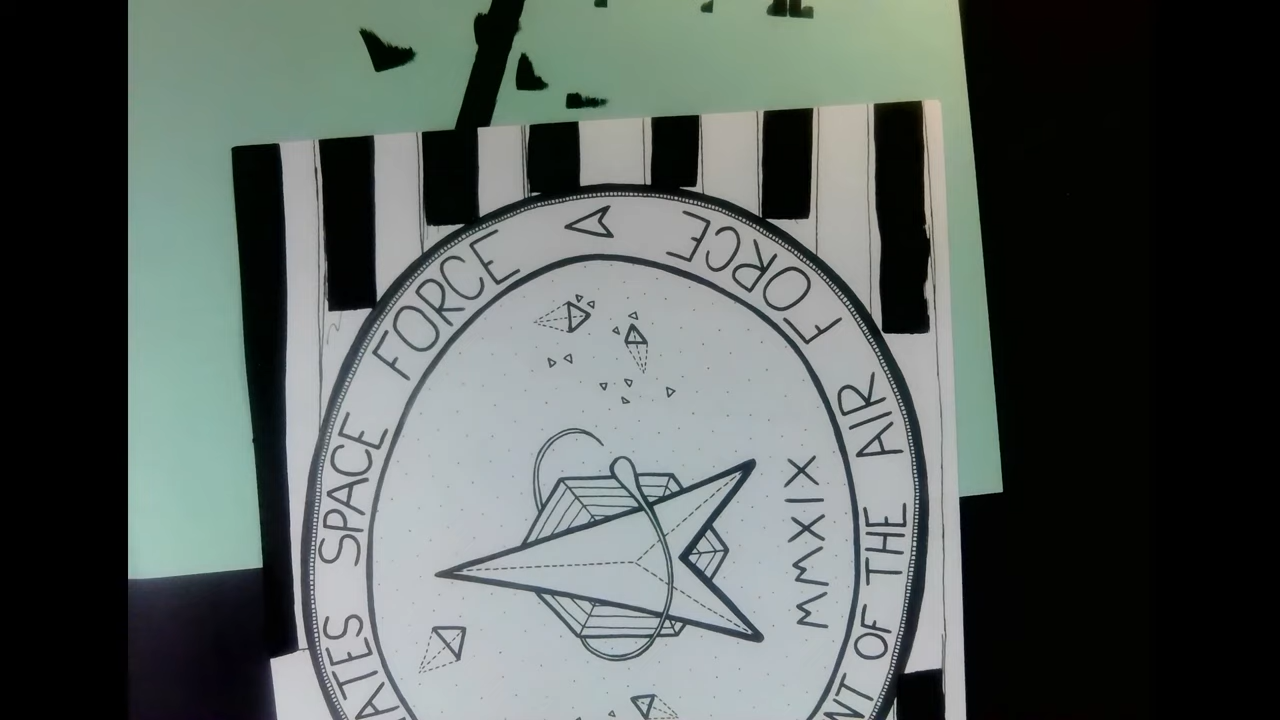 ATES SPACE FORCE
NT OF THE AIR FORCE
MMXIX